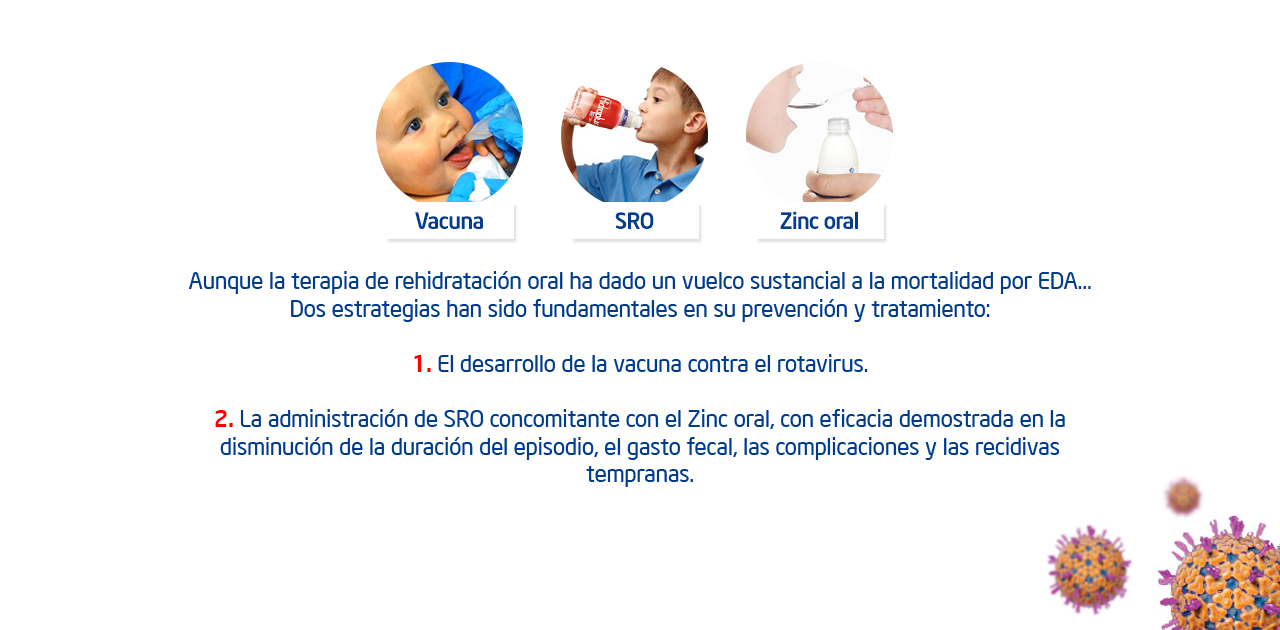 Vacuna
SRO
Zinc oral
Aunque la terapia de rehidratación oral ha dado un vuelco sustancial a la mortalidad por EDA...
Dos estrategias han sido fundamentales en su prevención y tratamiento:
1. El desarrollo de la vacuna contra el rotavirus.
2. La administración de SRO concomitante con el Zinc oral, con eficacia demostrada en la
disminución de la duración del episodio, el gasto fecal, las complicaciones y las recidivas
tempranas.